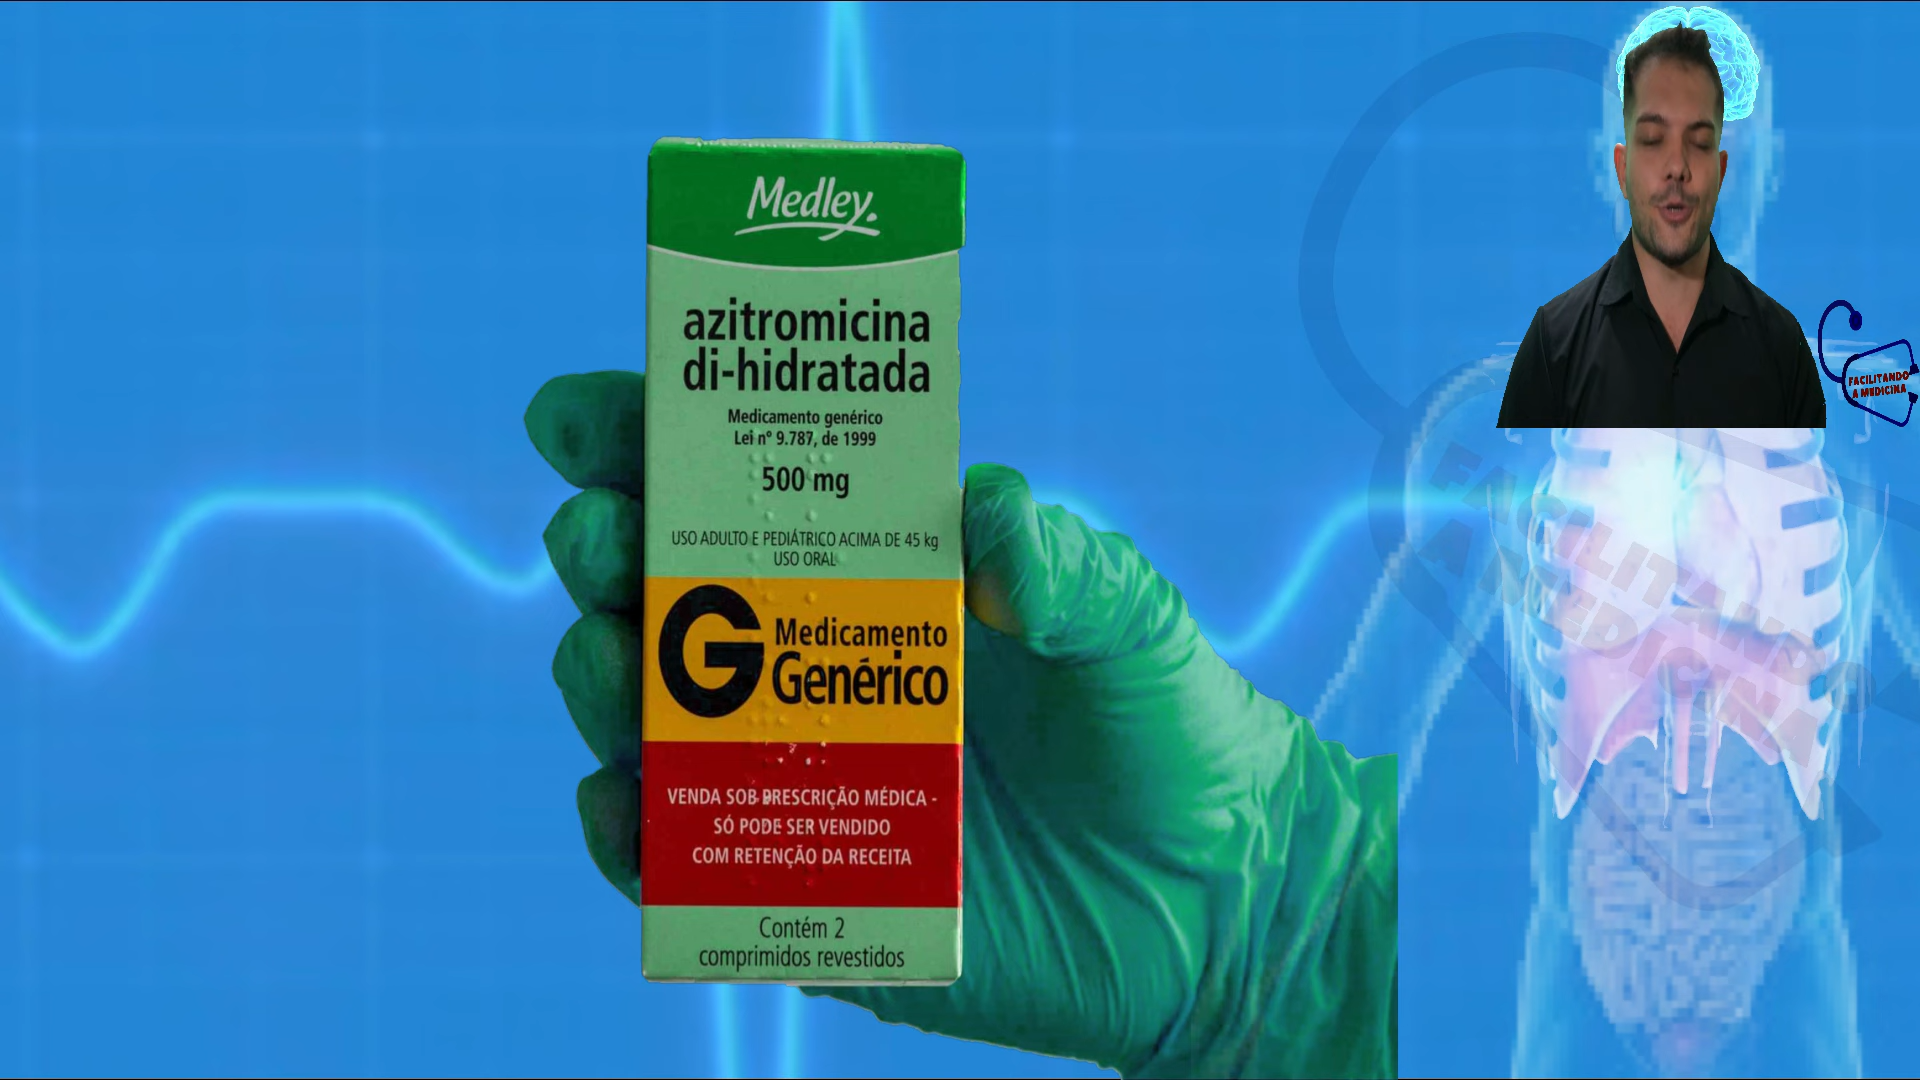 Medley.
azitromicina
di-hidratada
Medicamento genérico
Lei nº 9.787, de 1999
500 mg
USO ADULTO E PEDIÁTRICO ACIMA DE 45 kg
USO ORAL
G Medicamento
Genérico
VENDA SOB PRESCRIÇÃO MÉDICA -
SÓ PODE SER VENDIDO
COM RETENÇÃO DA RECEITA
Contém 2
comprimidos revestidos
FACILITANDO
A MEDICINA
FACILITANDO
A MEDICINA